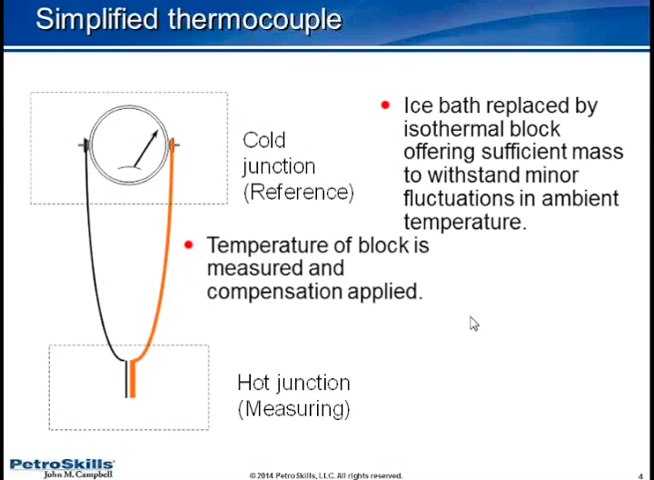 Simplified thermocouple
Cold
junction
(Reference)
Ice bath replaced by
isothermal block
offering sufficient mass
to withstand minor
fluctuations in ambient
temperature.
Temperature of block is
measured and
compensation applied.
Hot junction
(Measuring)
PetroSkills®
John M. Campbell
© 2014 PetroSkills, LLC. All rights reserved.
4